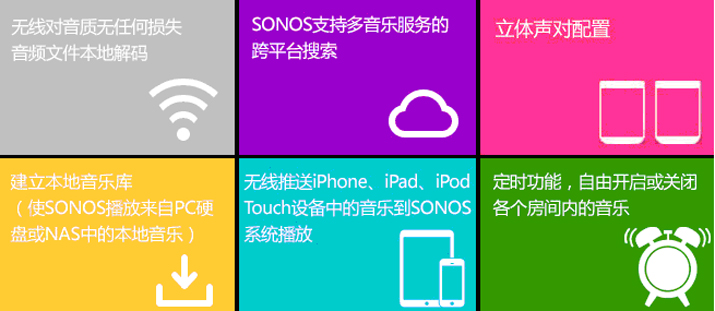 无线对音质无任何损失
音频文件本地解码
SONOS支持多音乐服务的
跨平台搜索
立体声对配置
建立本地音乐库
（使SONOS播放来自PC硬
盘或NAS中的本地音乐）
无线推送iPhone、iPad、iPod
Touch设备中的音乐到SONOS
系统播放
定时功能，自由开启或关闭
各个房间内的音乐